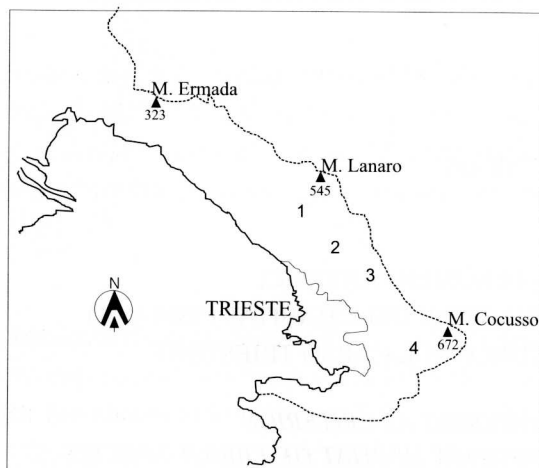 M. Ermada
323
M. Lanaro
545
1
2
3
N
TRIESTE
M. Cocusso
672
4